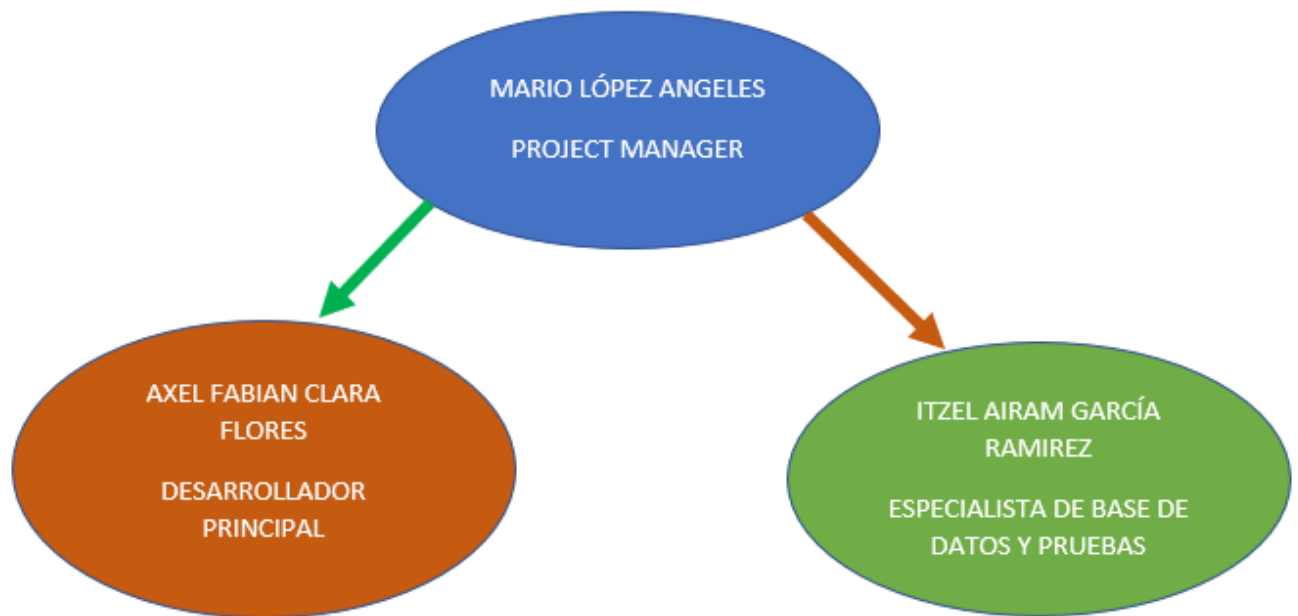 MARIO LÓPEZ ANGELES
PROJECT MANAGER
AXEL FABIAN CLARA
FLORES
DESARROLLADOR
PRINCIPAL
ITZEL AIRAM GARCÍA
RAMIREZ
ESPECIALISTA DE BASE DE
DATOS Y PRUEBAS